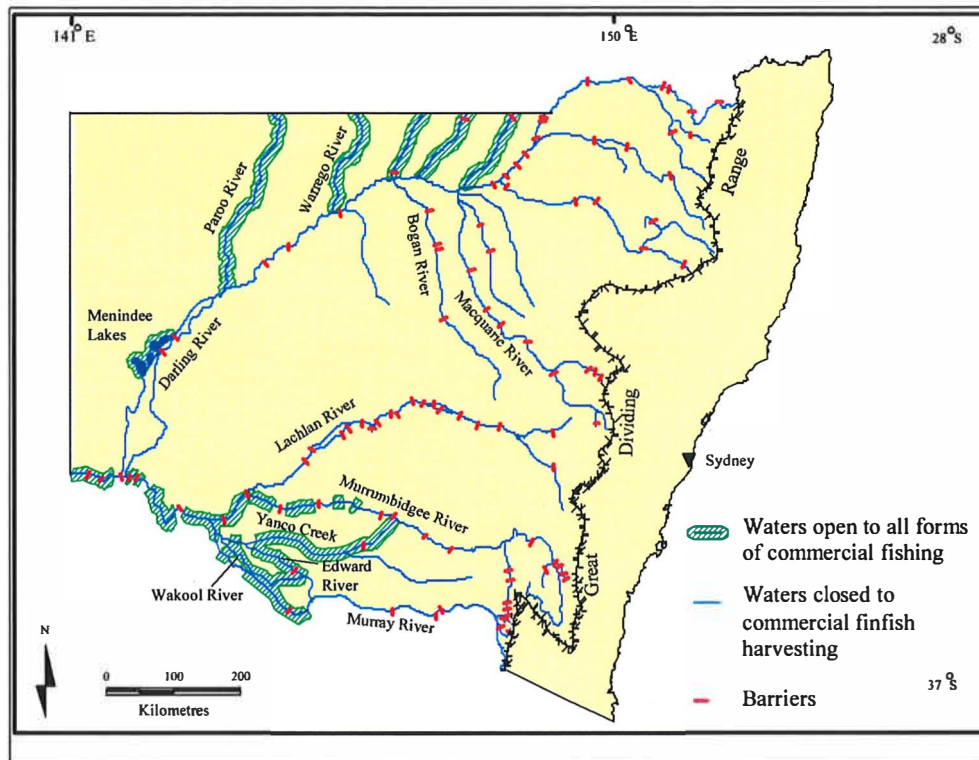 141°E
150°E
28°S
Paroo River
Warrego River
Bogan River
Macquarie River
Range
Menindee
Lakes
Darling River
Lachlan River
Dividing
Sydney
Murrumbidgee River
Yanco Creek
Edward
River
Wakool River
Murray River
Great
Waters open to all forms
of commercial fishing
Waters closed to
commercial finfish
harvesting
Barriers
37°S
N
0 100 200
Kilometres